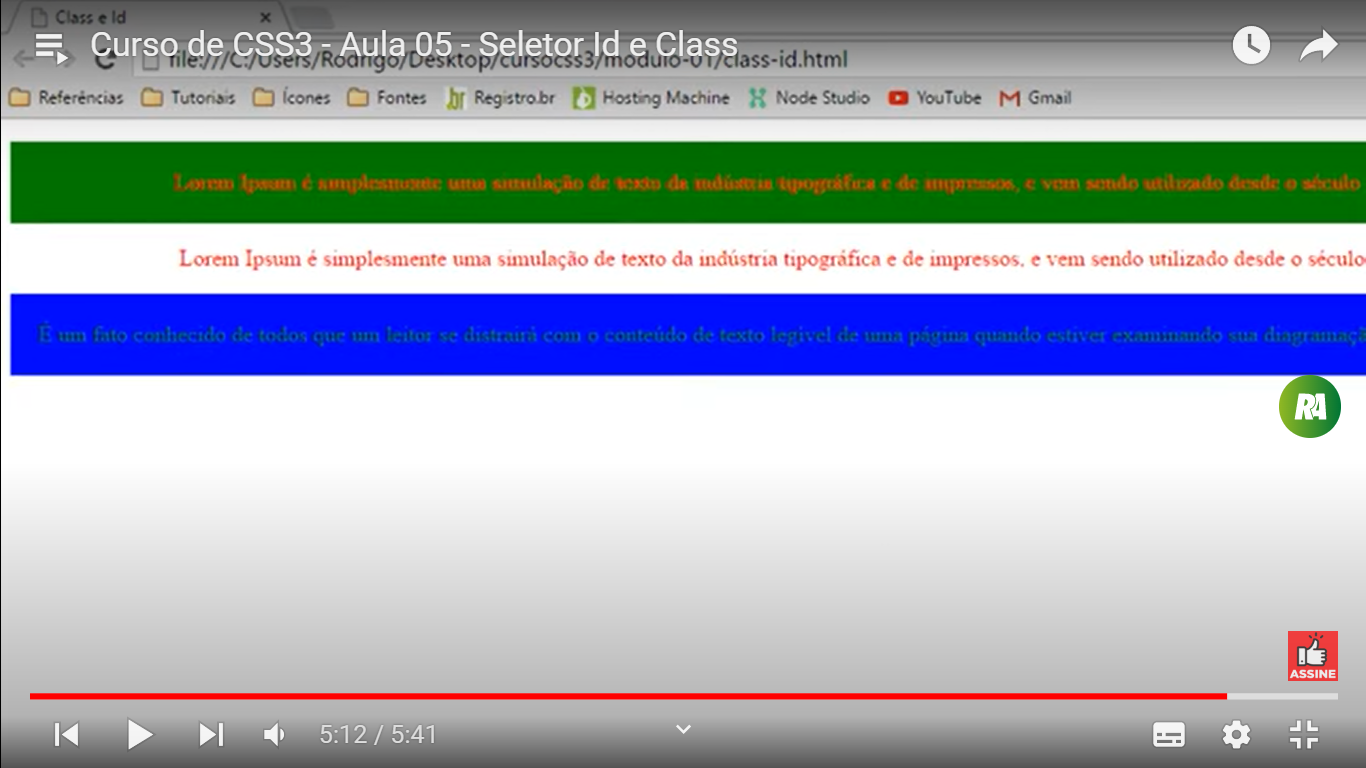 Class e Id
Curso de CSS3 - Aula 05 - Seletor Id e Class
file:///C:/Users/Rodrigo/Desktop/cursocss3/modulo-01/class-id.html
Referências Tutoriais Ícones Fontes Registro.br Hosting Machine Node Studio YouTube Gmail
Lorem Ipsum é simplesmente uma simulação de texto da indústria tipográfica e de impressos, e vem sendo utilizado desde o século
Lorem Ipsum é simplesmente uma simulação de texto da indústria tipográfica e de impressos, e vem sendo utilizado desde o século
É um fato conhecido de todos que um leitor se distrairá com o conteúdo de texto legível de uma página quando estiver examinando sua diagramaçã
RA
ASSINE
5:12 / 5:41